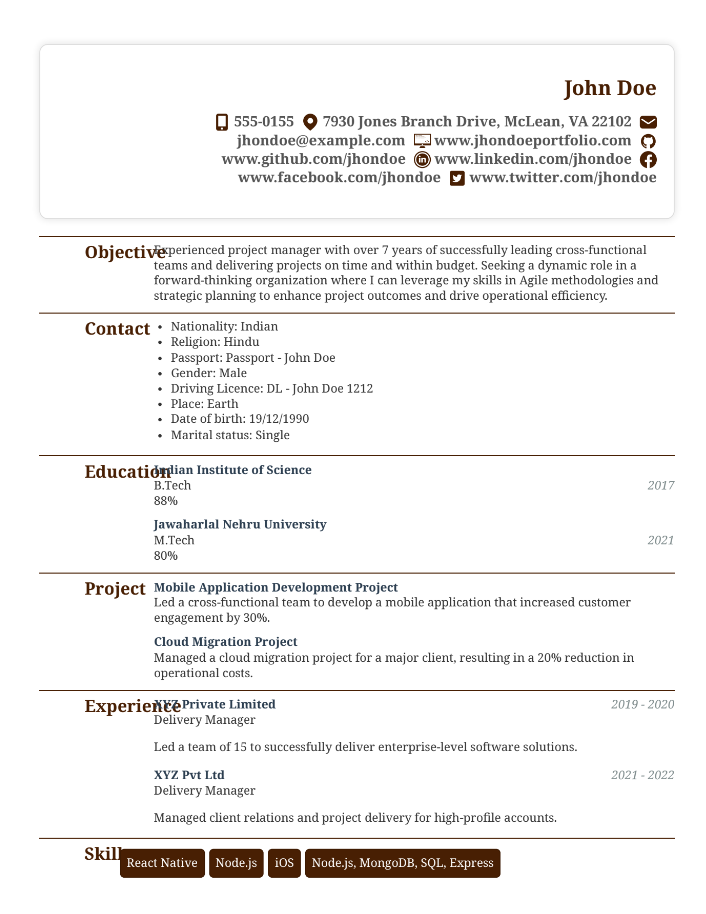 John Doe
555-0155 7930 Jones Branch Drive, McLean, VA 22102
jhondoe@example.com www.jhondoeportfolio.com
www.github.com/jhondoe www.linkedin.com/jhondoe
www.facebook.com/jhondoe www.twitter.com/jhondoe
Objective
Experienced project manager with over 7 years of successfully leading cross-functional
teams and delivering projects on time and within budget. Seeking a dynamic role in a
forward-thinking organization where I can leverage my skills in Agile methodologies and
strategic planning to enhance project outcomes and drive operational efficiency.
Contact
• Nationality: Indian
• Religion: Hindu
• Passport: Passport - John Doe
• Gender: Male
• Driving Licence: DL - John Doe 1212
• Place: Earth
• Date of birth: 19/12/1990
• Marital status: Single
Education
Indian Institute of Science
B.Tech 2017
88%
Jawaharlal Nehru University
M.Tech 2021
80%
Project
Mobile Application Development Project
Led a cross-functional team to develop a mobile application that increased customer
engagement by 30%.
Cloud Migration Project
Managed a cloud migration project for a major client, resulting in a 20% reduction in
operational costs.
Experience
XYZ Private Limited 2019 - 2020
Delivery Manager
Led a team of 15 to successfully deliver enterprise-level software solutions.
XYZ Pvt Ltd 2021 - 2022
Delivery Manager
Managed client relations and project delivery for high-profile accounts.
Skill
React Native Node.js iOS Node.js, MongoDB, SQL, Express